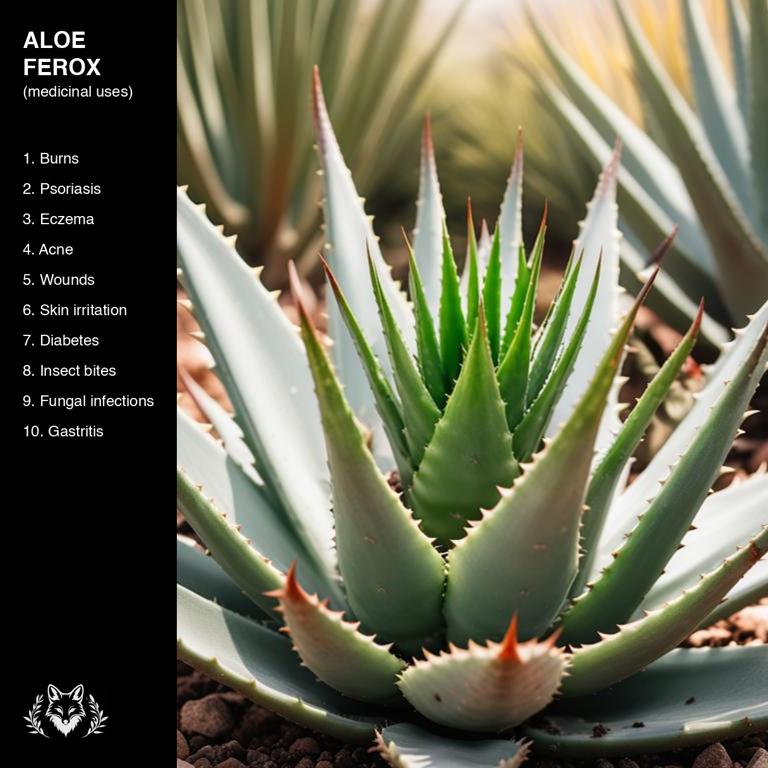 ALOE
FEROX
(medicinal uses)
1. Burns
2. Psoriasis
3. Eczema
4. Acne
5. Wounds
6. Skin irritation
7. Diabetes
8. Insect bites
9. Fungal infections
10. Gastritis